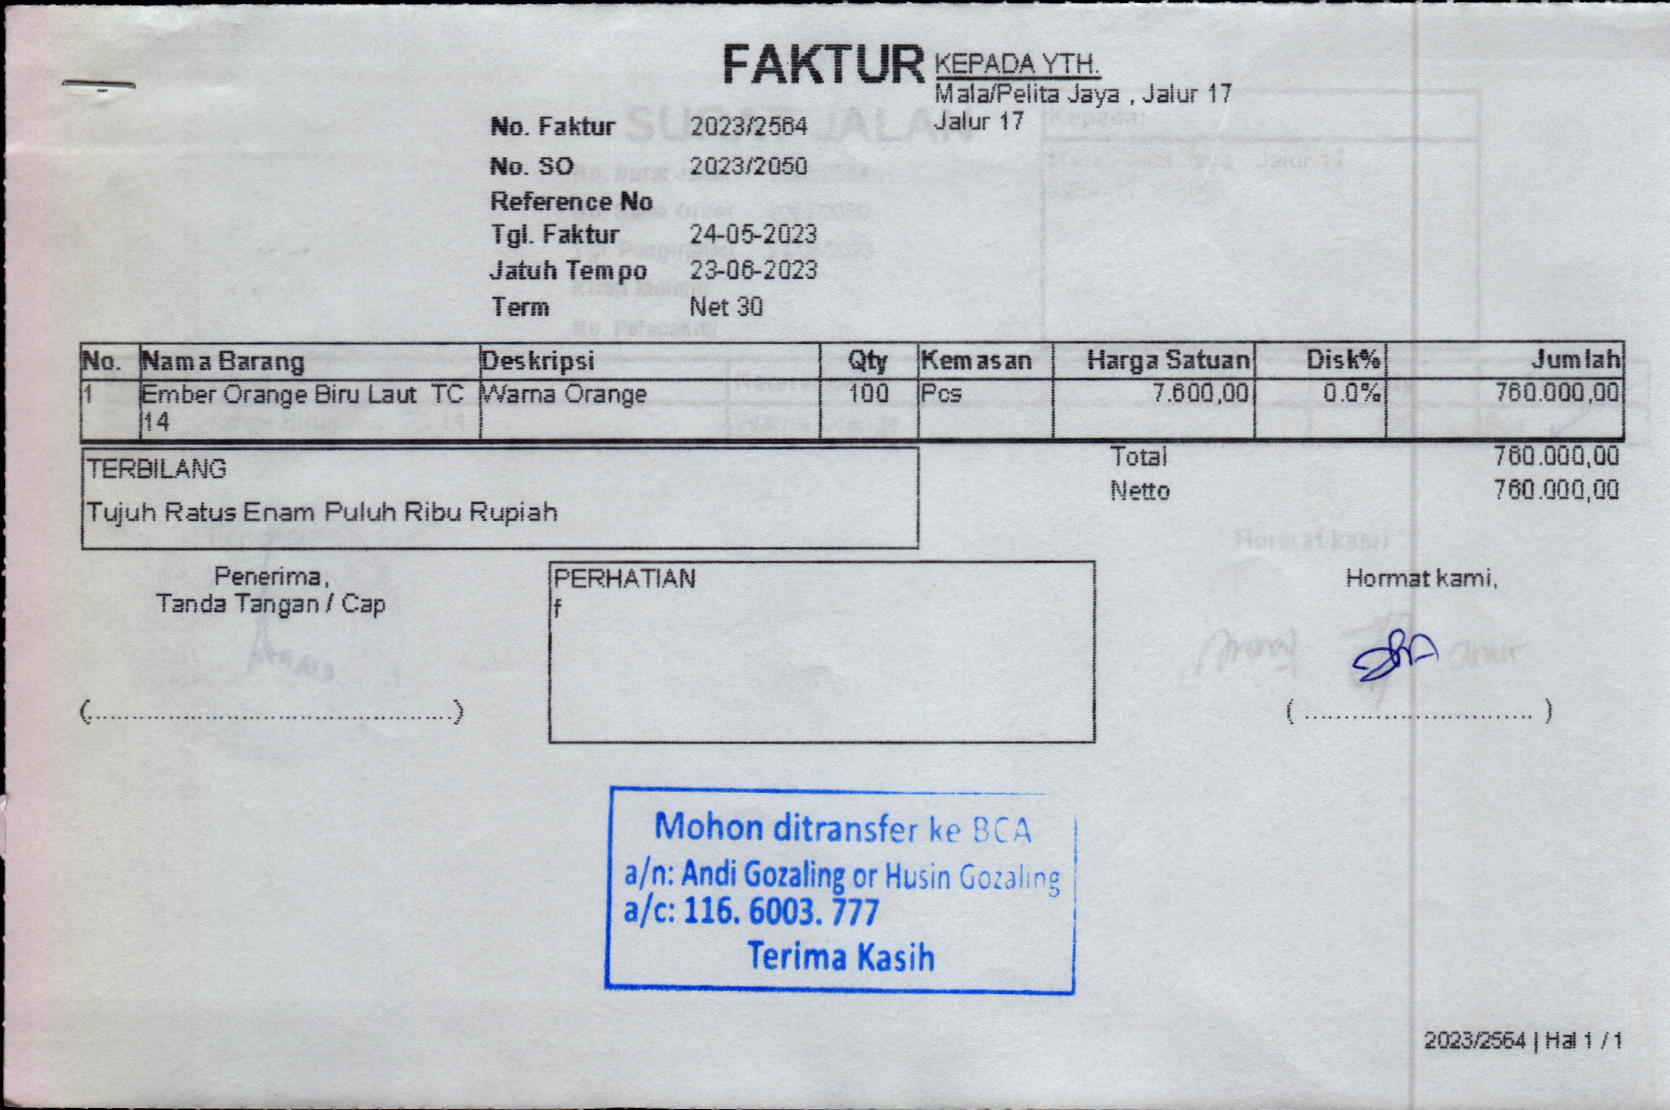 FAKTUR
KEPADA YTH.
Mala/Pelita Jaya , Jalur 17
Jalur 17
No. Faktur 2023/2564
No. SO 2023/2050
Reference No
Tgl. Faktur 24-05-2023
Jatuh Tempo 23-06-2023
Term Net 30
No. Nama Barang Deskripsi Qty Kemasan Harga Satuan Disk% Jumlah
1 Ember Orange Biru Laut TC Warna Orange 100 Pcs 7.600,00 0.0% 760.000,00
14
Total 760.000,00
Netto 760.000,00
TERBILANG
Tujuh Ratus Enam Puluh Ribu Rupiah
Penerima,
Tanda Tangan / Cap
(............................................)
PERHATIAN
f
Hormat kami,
( ............................ )
Mohon ditransfer ke BCA
a/n: Andi Gozaling or Husin Gozaling
a/c: 116. 6003. 777
Terima Kasih
2023/2564 | Hal 1 / 1